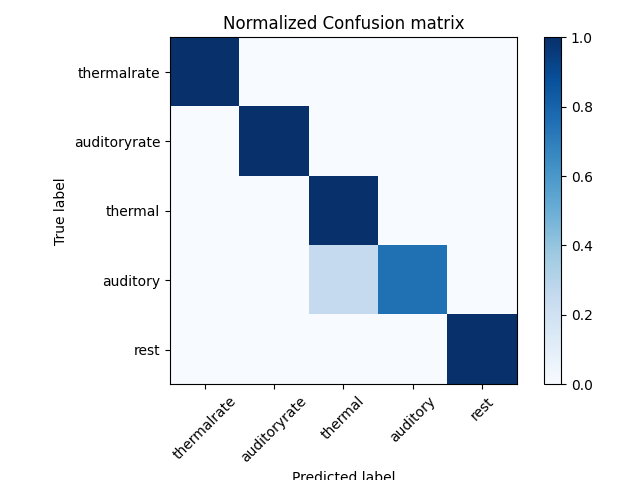 Normalized Confusion matrix
thermalrate
auditoryrate
thermal
auditory
rest
True label
thermalrate
auditoryrate
thermal
auditory
rest
Predicted label
1.0
0.8
0.6
0.4
0.2
0.0